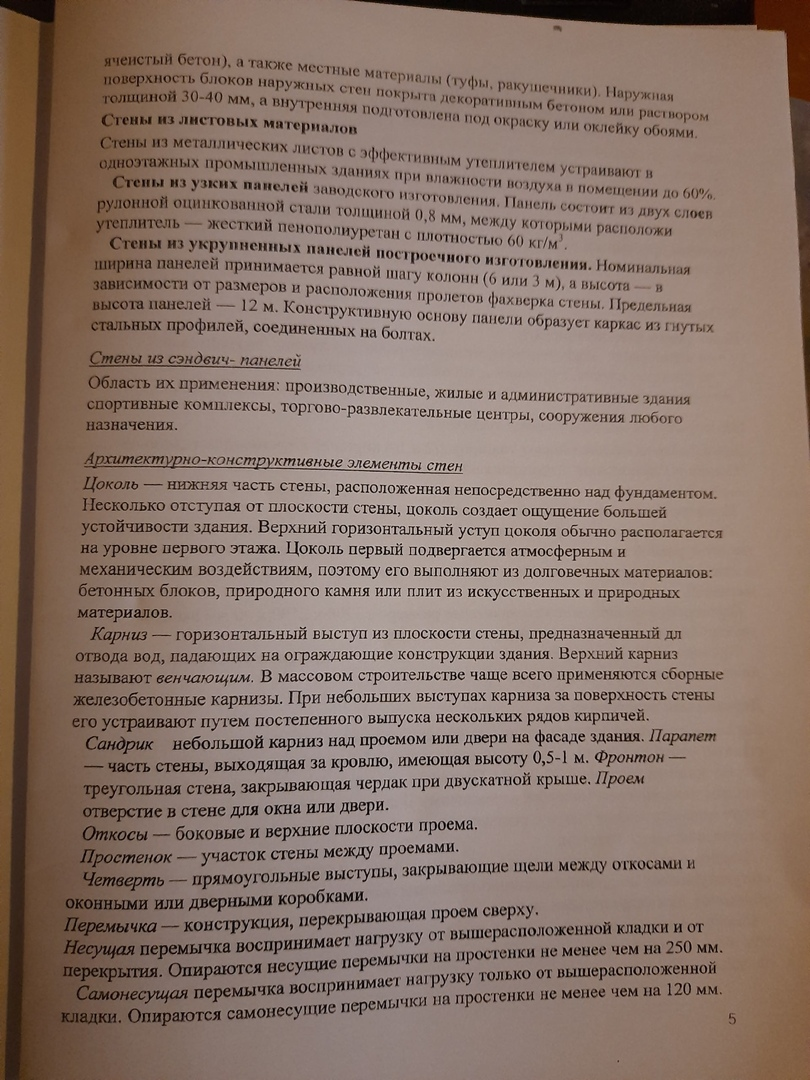 ячеистый бетон), а также местные материалы (туфы, ракушечники). Наружная
поверхность блоков наружных стен покрыта декоративным бетоном или раствором
толщиной 30-40 мм, а внутренняя подготовлена под окраску или оклейку обоями.
Стены из листовых материалов
Стены из металлических листов с эффективным утеплителем устраивают в
одноэтажных промышленных зданиях при влажности воздуха в помещении до 60%.
Стены из узких панелей заводского изготовления. Панель состоит из двух слоев
рулонной оцинкованной стали толщиной 0,8 мм, между которыми расположи
утеплитель — жесткий пенополиуретан с плотностью 60 кг/м³.
Стены из укрупненных панелей построечного изготовления. Номинальная
ширина панелей принимается равной шагу колонн (6 или 3 м), а высота — в
зависимости от размеров и расположения пролетов фахверка стены. Предельная
высота панелей — 12 м. Конструктивную основу панели образует каркас из гнутых
стальных профилей, соединенных на болтах.
Стены из сэндвич- панелей
Область их применения: производственные, жилые и административные здания
спортивные комплексы, торгово-развлекательные центры, сооружения любого
назначения.
Архитектурно-конструктивные элементы стен
Цоколь — нижняя часть стены, расположенная непосредственно над фундаментом.
Несколько отступая от плоскости стены, цоколь создает ощущение большей
устойчивости здания. Верхний горизонтальный уступ цоколя обычно располагается
на уровне первого этажа. Цоколь первый подвергается атмосферным и
механическим воздействиям, поэтому его выполняют из долговечных материалов:
бетонных блоков, природного камня или плит из искусственных и природных
материалов.
Карниз — горизонтальный выступ из плоскости стены, предназначенный дл
отвода вод, падающих на ограждающие конструкции здания. Верхний карниз
называют венчающим. В массовом строительстве чаще всего применяются сборные
железобетонные карнизы. При небольших выступах карниза за поверхность стены
его устраивают путем постепенного выпуска нескольких рядов кирпичей.
Сандрик небольшой карниз над проемом или двери на фасаде здания. Парапет
— часть стены, выходящая за кровлю, имеющая высоту 0,5-1 м. Фронтон —
треугольная стена, закрывающая чердак при двускатной крыше. Проем
отверстие в стене для окна или двери.
Откосы — боковые и верхние плоскости проема.
Простенок — участок стены между проемами.
Четверть — прямоугольные выступы, закрывающие щели между откосами и
оконными или дверными коробками.
Перемычка — конструкция, перекрывающая проем сверху.
Несущая перемычка воспринимает нагрузку от вышерасположенной кладки и от
перекрытия. Опираются несущие перемычки на простенки не менее чем на 250 мм.
Самонесущая перемычка воспринимает нагрузку только от вышерасположенной
кладки. Опираются самонесущие перемычки на простенки не менее чем на 120 мм.
5